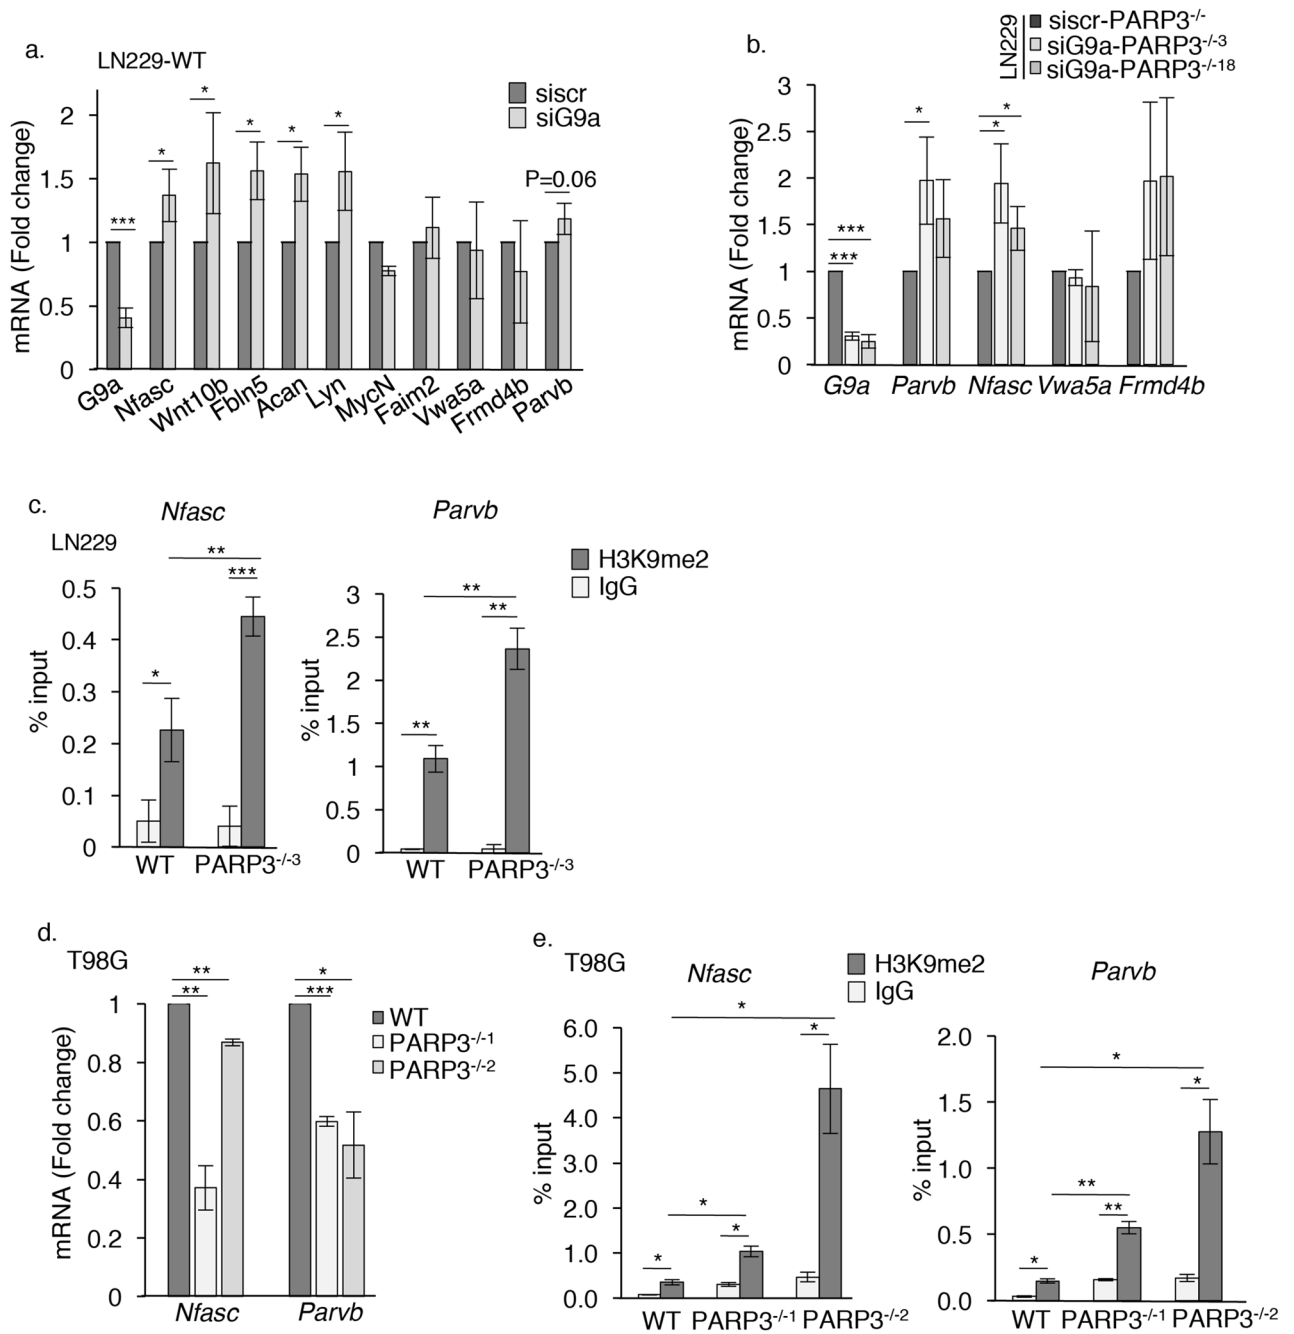 a.
LN229-WT
siscr
siG9a
mRNA (Fold change)
2
1.5
1
0.5
0
***
*
*
*
*
*
P=0.06
G9a
Nfasc
Wnt10b
Fbln5
Acan
Lyn
MycN
Faim2
Vwa5a
Frmd4b
Parvb
b.
LN229
siscr-PARP3-/-
siG9a-PARP3-/-3
siG9a-PARP3-/-18
mRNA (Fold change)
3
2.5
2
1.5
1
0.5
0
***
***
*
*
*
G9a Parvb Nfasc Vwa5a Frmd4b
c.
LN229
Nfasc
% input
0.5
0.4
0.3
0.2
0.1
0
*
**
***
WT PARP3-/-3
Parvb
H3K9me2
IgG
% input
3
2.5
2
1.5
1
0.5
0
**
**
**
WT PARP3-/-3
d.
T98G
mRNA (Fold change)
1
0.8
0.6
0.4
0.2
0
**
**
*
***
WT
PARP3-/-1
PARP3-/-2
Nfasc Parvb
e.
T98G
Nfasc
H3K9me2
IgG
% input
6.0
5.0
4.0
3.0
2.0
1.0
0.0
*
*
*
*
*
WT PARP3-/-1 PARP3-/-2
Parvb
% input
2.0
1.5
1.0
0.5
0.0
*
*
**
**
*
WT PARP3-/-1 PARP3-/-2